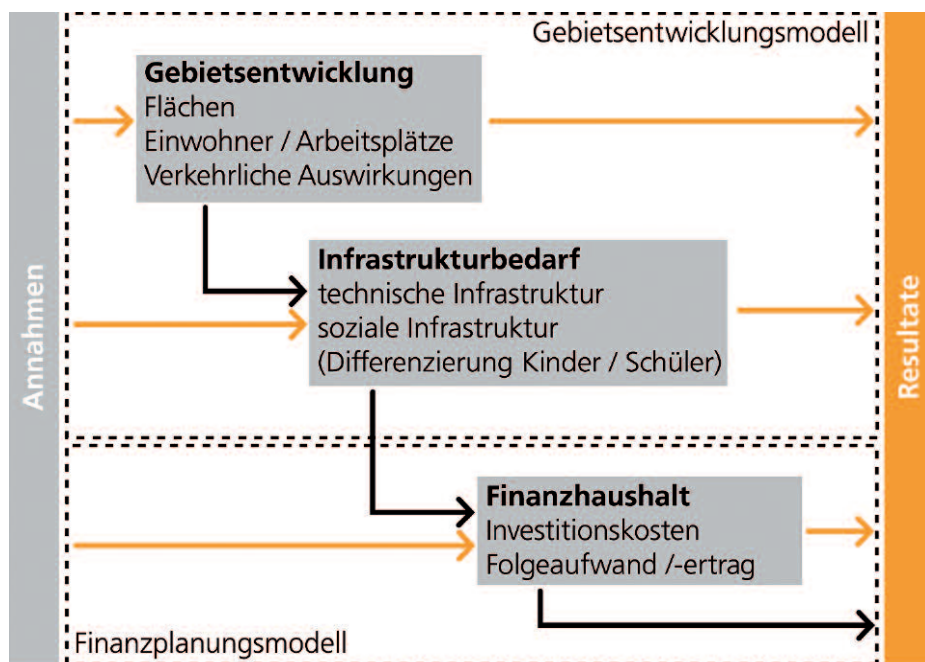 Gebietsentwicklungsmodell
Gebietsentwicklung
Flächen
Einwohner / Arbeitsplätze
Verkehrliche Auswirkungen
Infrastrukturbedarf
technische Infrastruktur
soziale Infrastruktur
(Differenzierung Kinder / Schüler)
Annahmen
Resultate
Finanzhaushalt
Investitionskosten
Folgeaufwand /-ertrag
Finanzplanungsmodell